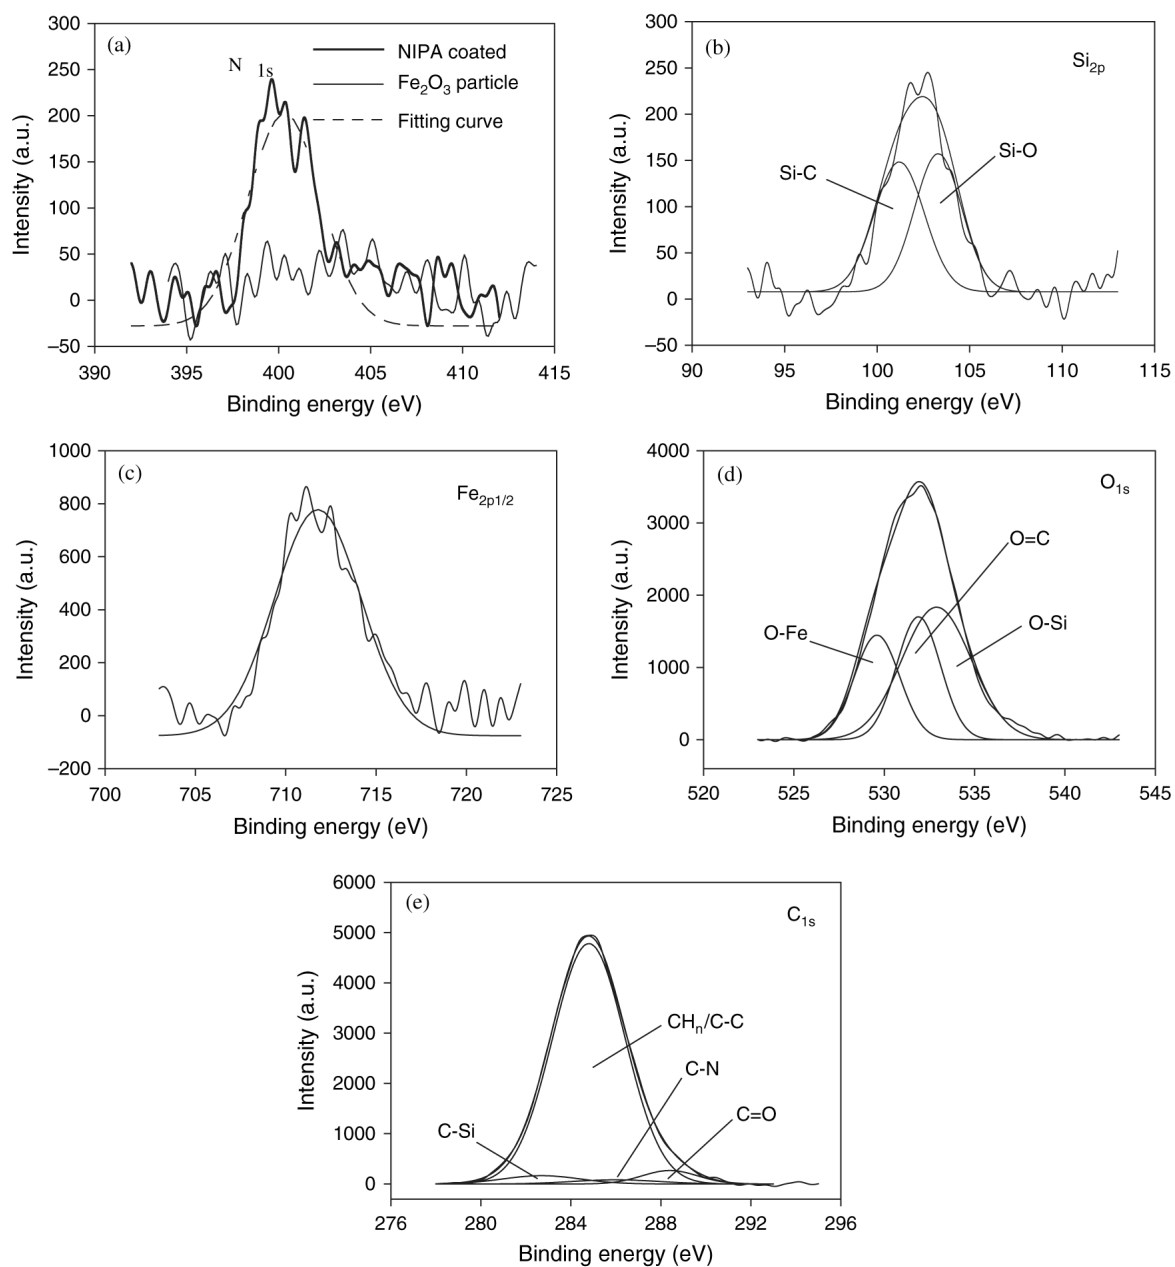 (a)
N 1s
NIPA coated
Fe2O3 particle
Fitting curve
300
250
200
150
100
50
0
–50
390 395 400 405 410 415
Intensity (a.u.)
Binding energy (eV)
(b)
Si2p
Si-C
Si-O
300
250
200
150
100
50
0
–50
90 95 100 105 110 115
Intensity (a.u.)
Binding energy (eV)
(c)
Fe2p1/2
1000
800
600
400
200
0
–200
700 705 710 715 720 725
Intensity (a.u.)
Binding energy (eV)
(d)
O1s
O=C
O-Fe
O-Si
4000
3000
2000
1000
0
520 525 530 535 540 545
Intensity (a.u.)
Binding energy (eV)
(e)
C1s
CHn/C-C
C-N
C=O
C-Si
6000
5000
4000
3000
2000
1000
0
276 280 284 288 292 296
Intensity (a.u.)
Binding energy (eV)